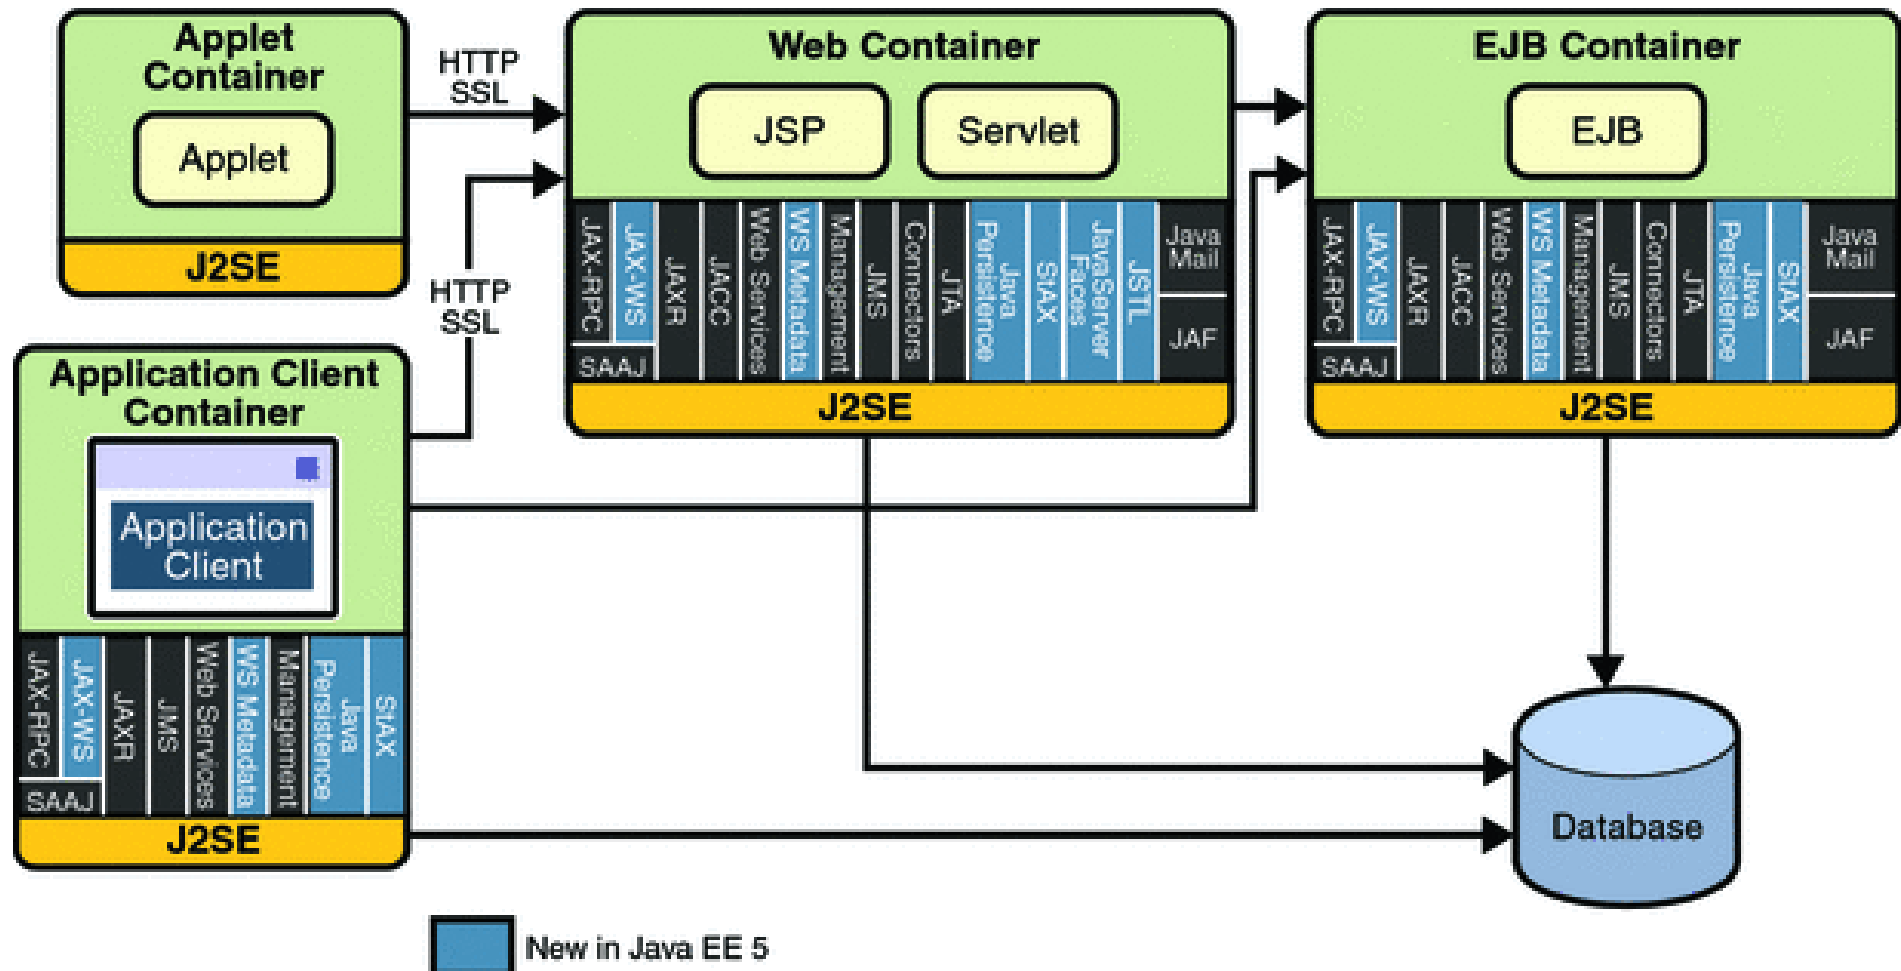 Applet
Container
Applet
J2SE
HTTP
SSL
HTTP
SSL
Web Container
JSP
Servlet
JAX-RPC
JAX-WS
SAAJ
JAXR
JACC
Web Services
WS Metadata
Management
JMS
Connectors
JTA
Java
Persistence
StAX
JavaServer
Faces
JSTL
Java
Mail
JAF
J2SE
EJB Container
EJB
JAX-RPC
JAX-WS
SAAJ
JAXR
JACC
Web Services
WS Metadata
Management
JMS
Connectors
JTA
Java
Persistence
StAX
Java
Mail
JAF
J2SE
Application Client
Container
Application
Client
JAX-RPC
JAX-WS
SAAJ
JAXR
JMS
Web Services
WS Metadata
Management
Java
Persistence
StAX
J2SE
Database
New in Java EE 5